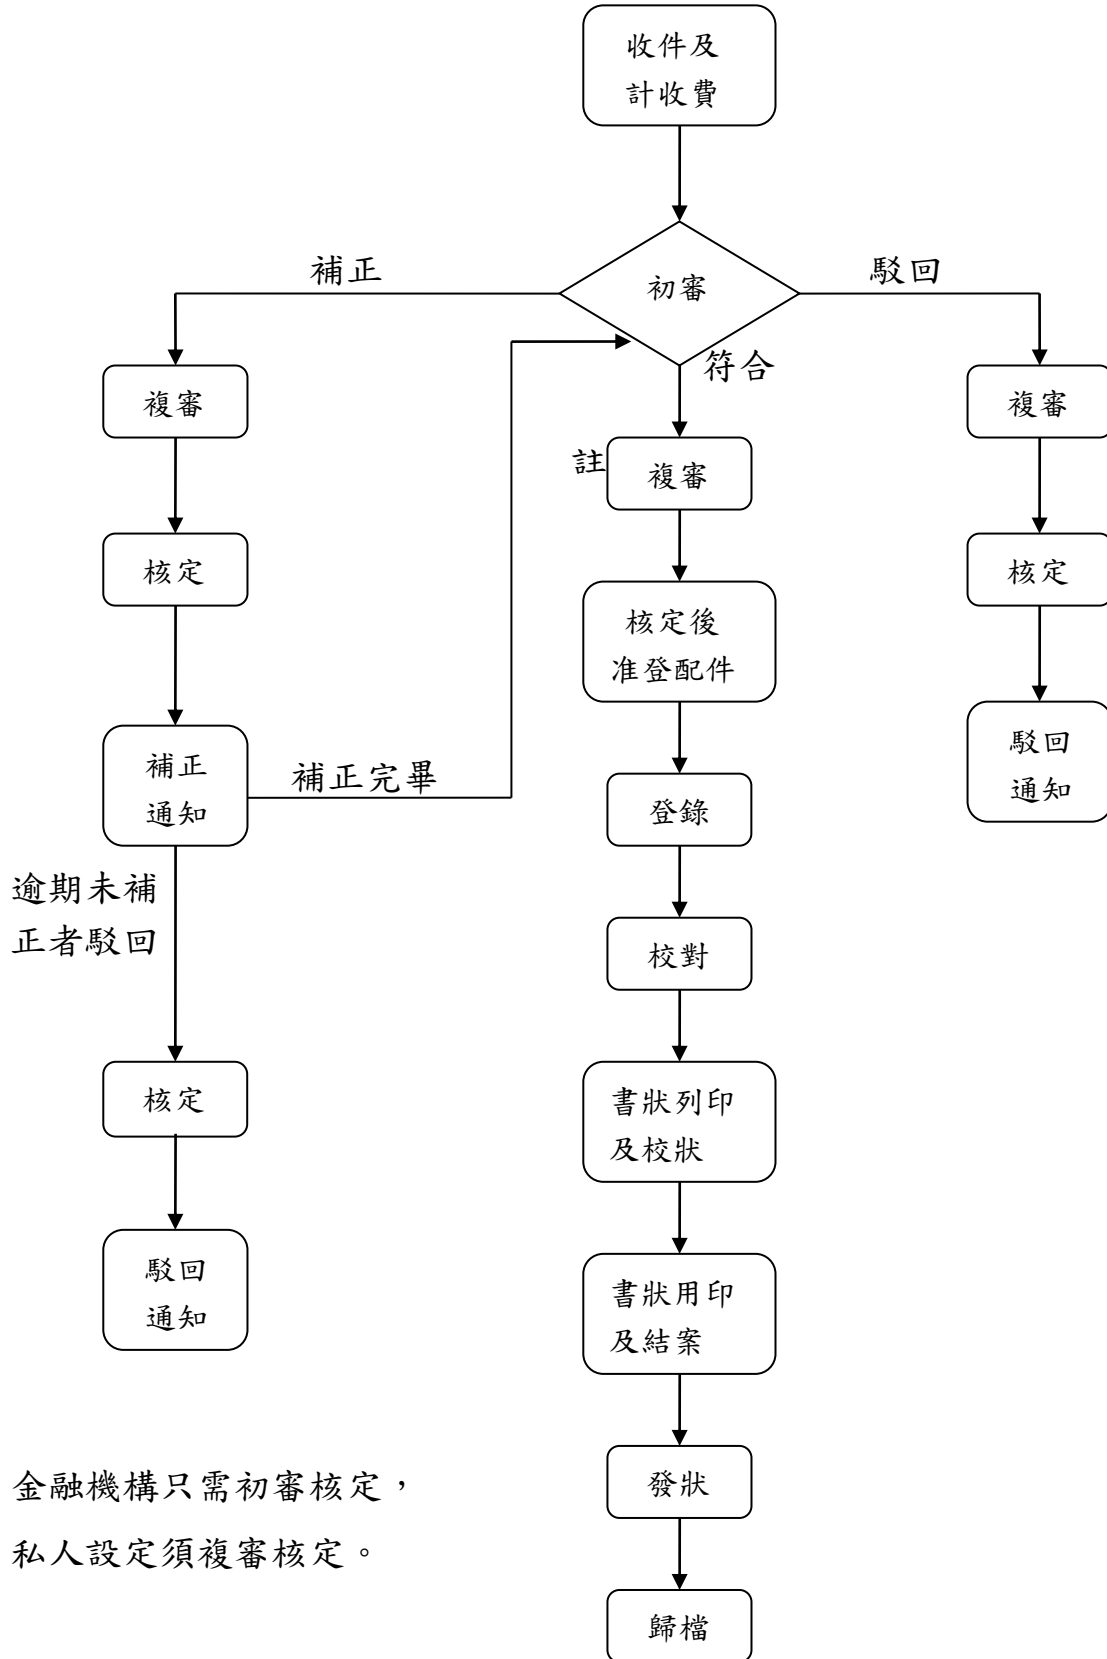 收件及
計收費
初審
補正
駁回
符合
複審
註
複審
複審
核定
核定後
准登配件
核定
補正
通知
補正完畢
登錄
駁回
通知
逾期未補
正者駁回
校對
核定
書狀列印
及校狀
駁回
通知
書狀用印
及結案
發狀
金融機構只需初審核定，
私人設定須複審核定。
歸檔